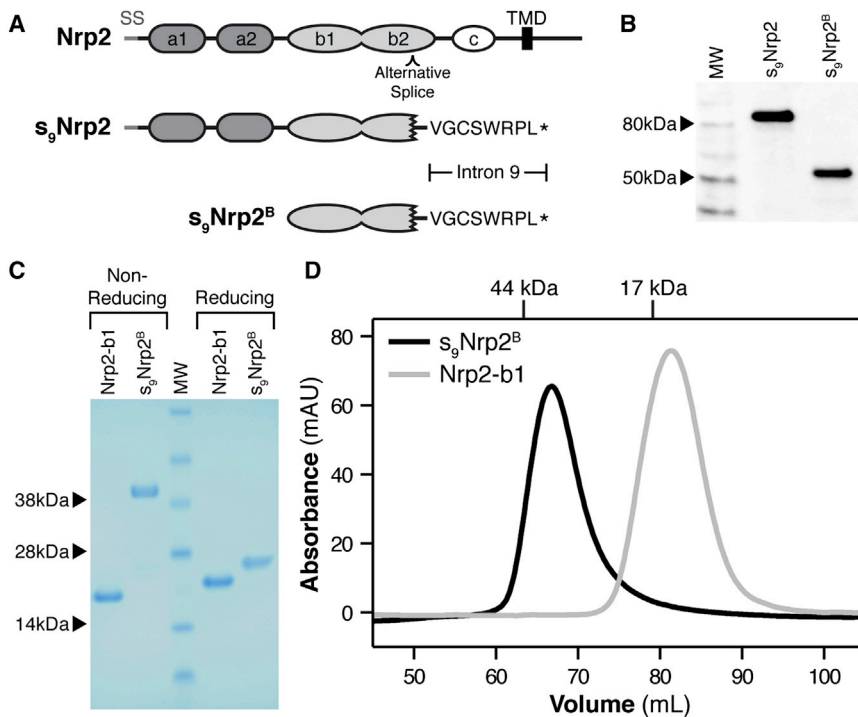 A
SS
TMD
Nrp2
a1
a2
b1
b2
c
Alternative
Splice
s9Nrp2
VGCSWRPL*
Intron 9
s9Nrp2B
VGCSWRPL*
B
MW
s9Nrp2
s9Nrp2B
80kDa
50kDa
C
Non-
Reducing
Reducing
Nrp2-b1
s9Nrp2B
MW
Nrp2-b1
s9Nrp2B
38kDa
28kDa
14kDa
D
44 kDa
17 kDa
s9Nrp2B
Nrp2-b1
Absorbance (mAU)
80
60
40
20
0
50
60
70
80
90
100
Volume (mL)